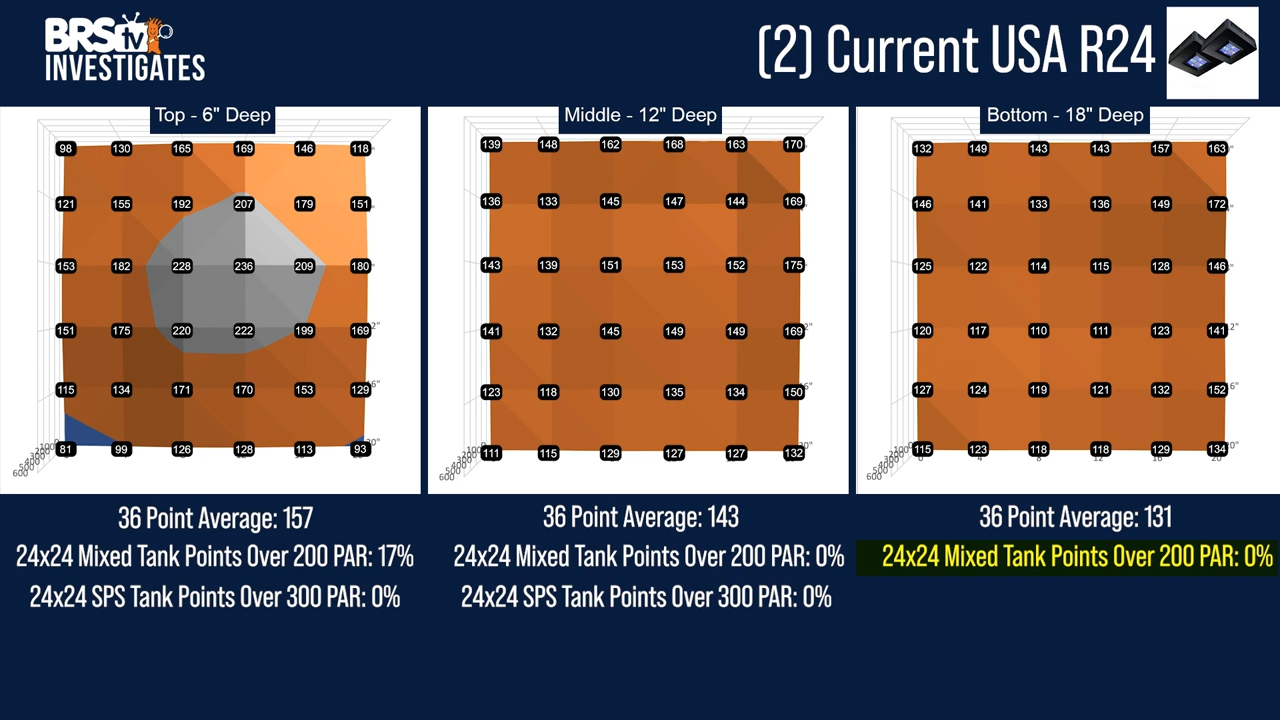 BRStv
INVESTIGATES
(2) Current USA R24
Top - 6" Deep
98 130 165 169 146 118
121 155 192 207 179 151
153 182 228 236 209 180
151 175 220 222 199 169
115 134 171 170 153 129
81 99 126 128 113 93
Middle - 12" Deep
139 148 162 168 163 170
136 133 145 147 144 169
143 139 151 153 152 175
141 132 145 149 149 169
123 118 130 135 134 150
111 115 129 127 127 132
Bottom - 18" Deep
132 149 143 143 157 163
146 141 133 136 149 172
125 122 114 115 128 146
120 117 110 111 123 141
127 124 119 121 132 152
115 123 118 118 129 134
36 Point Average: 157
24x24 Mixed Tank Points Over 200 PAR: 17%
24x24 SPS Tank Points Over 300 PAR: 0%
36 Point Average: 143
24x24 Mixed Tank Points Over 200 PAR: 0%
24x24 SPS Tank Points Over 300 PAR: 0%
36 Point Average: 131
24x24 Mixed Tank Points Over 200 PAR: 0%